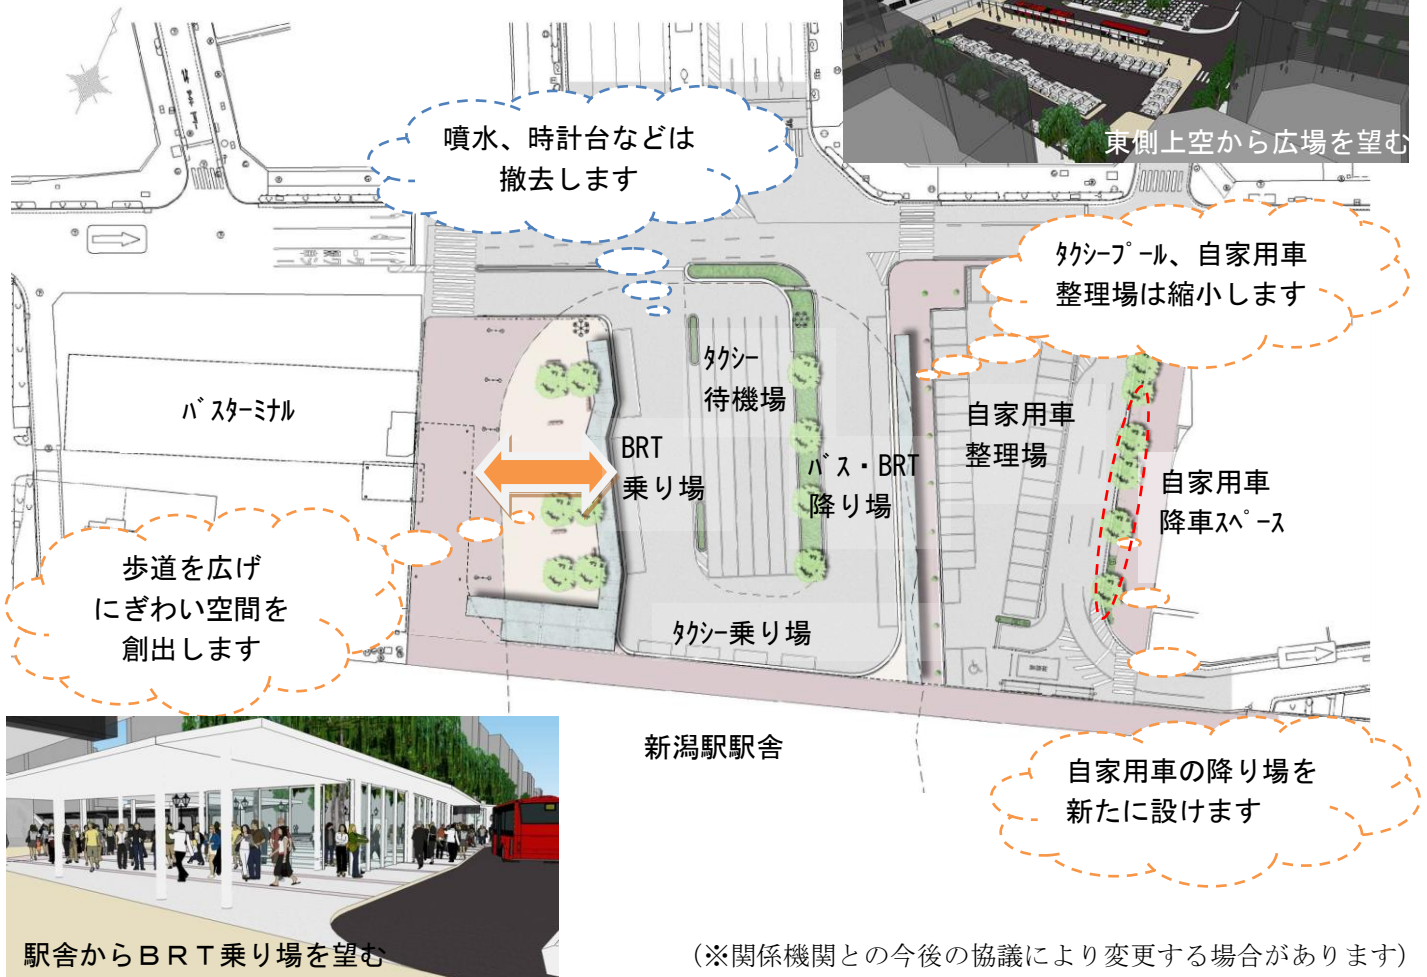 東側上空から広場を望む
噴水、時計台などは
撤去します
ﾀｸｼｰﾌﾟｰﾙ、自家用車
整理場は縮小します
ﾊﾞｽﾀｰﾐﾅﾙ
ﾀｸｼｰ
待機場
BRT
乗り場
ﾊﾞｽ・BRT
降り場
自家用車
整理場
自家用車
降車ｽﾍﾟｰｽ
歩道を広げ
にぎわい空間を
創出します
ﾀｸｼｰ乗り場
新潟駅駅舎
自家用車の降り場を
新たに設けます
駅舎からＢＲＴ乗り場を望む
(※関係機関との今後の協議により変更する場合があります)